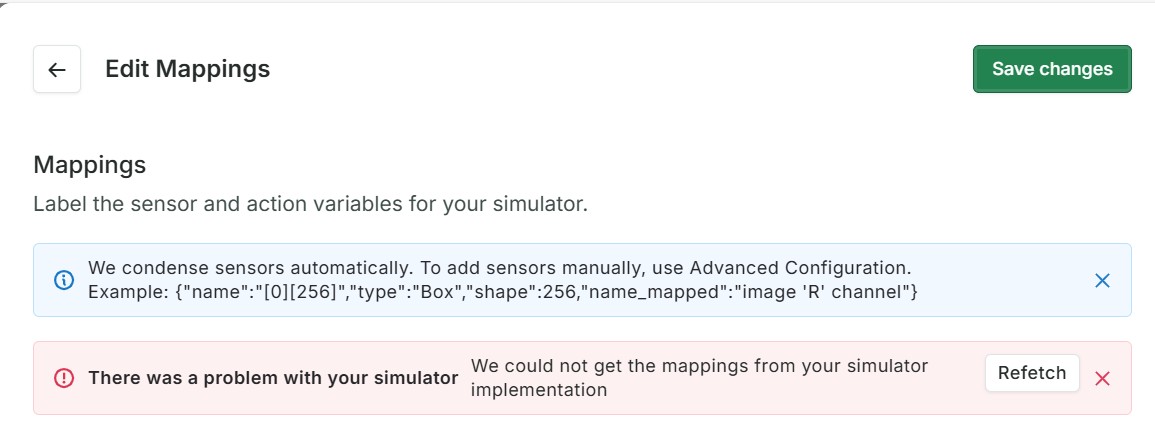 Edit Mappings
Save changes
Mappings
Label the sensor and action variables for your simulator.
We condense sensors automatically. To add sensors manually, use Advanced Configuration.
Example: {"name":"[0][256]","type":"Box","shape":256,"name_mapped":"image 'R' channel"}
There was a problem with your simulator
We could not get the mappings from your simulator
implementation
Refetch